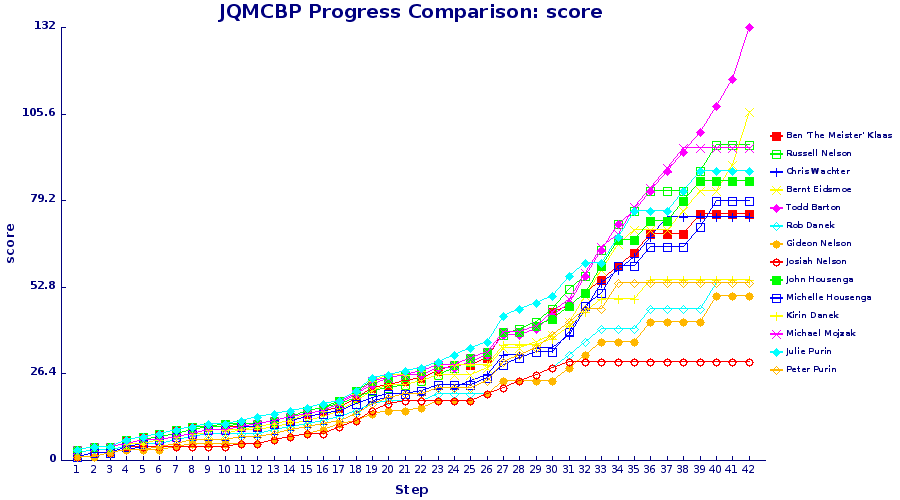 JQMCBP Progress Comparison: score
132
105.6
79.2
52.8
26.4
0
score
1 2 3 4 5 6 7 8 9 10 11 12 13 14 15 16 17 18 19 20 21 22 23 24 25 26 27 28 29 30 31 32 33 34 35 36 37 38 39 40 41 42
Step
Ben 'The Meister' Klaas
Russell Nelson
Chris Wachter
Bernt Eidsmoe
Todd Barton
Rob Danek
Gideon Nelson
Josiah Nelson
John Housenga
Michelle Housenga
Kirin Danek
Michael Mojzak
Julie Purin
Peter Purin